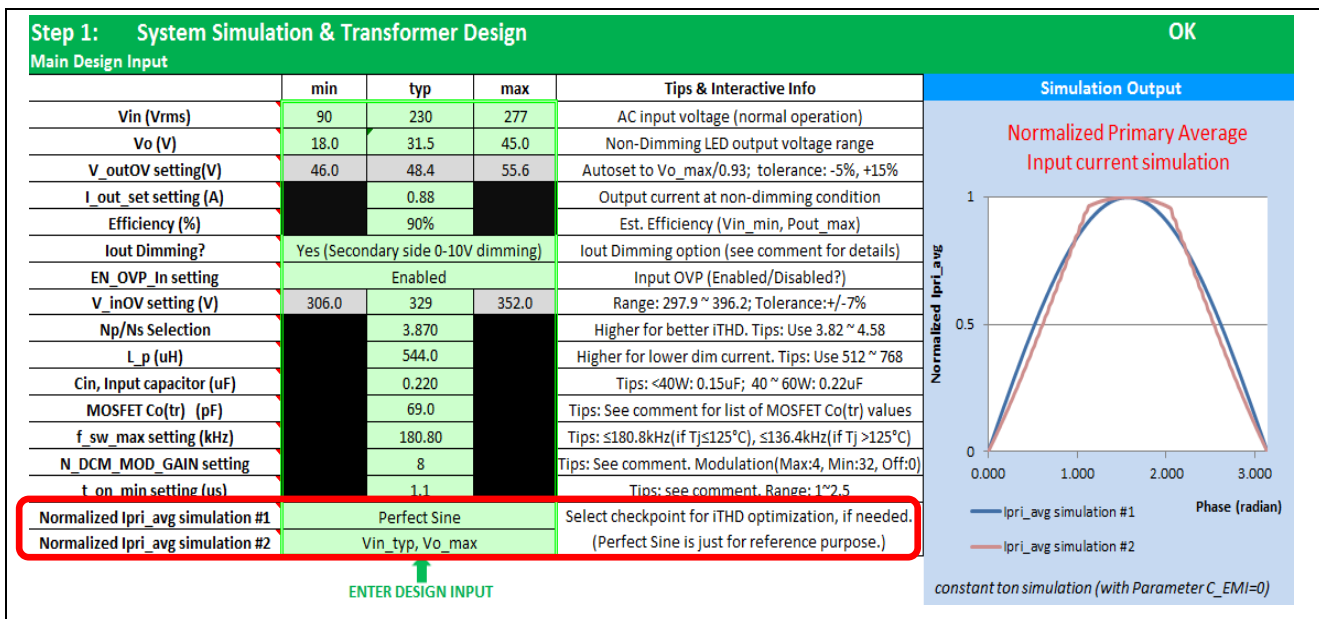 Step 1: System Simulation & Transformer Design OK
Main Design Input
min typ max Tips & Interactive Info Simulation Output
Vin (Vrms) 90 230 277 AC input voltage (normal operation)
Vo (V) 18.0 31.5 45.0 Non-Dimming LED output voltage range
V_outOV setting(V) 46.0 48.4 55.6 Autoset to Vo_max/0.93; tolerance: -5%, +15%
I_out_set setting (A) 0.88 Output current at non-dimming condition
Efficiency (%) 90% Est. Efficiency (Vin_min, Pout_max)
Iout Dimming? Yes (Secondary side 0-10V dimming) Iout Dimming option (see comment for details)
EN_OVP_In setting Enabled Input OVP (Enabled/Disabled?)
V_inOV setting (V) 306.0 329 352.0 Range: 297.9 ~ 396.2; Tolerance:+/-7%
Np/Ns Selection 3.870 Higher for better iTHD. Tips: Use 3.82 ~ 4.58
L_p (uH) 544.0 Higher for lower dim current. Tips: Use 512 ~ 768
Cin, Input capacitor (uF) 0.220 Tips: <40W: 0.15uF; 40 ~ 60W: 0.22uF
MOSFET Co(tr) (pF) 69.0 Tips: See comment for list of MOSFET Co(tr) values
f_sw_max setting (kHz) 180.80 Tips: ≤180.8kHz(if Tj≤125°C), ≤136.4kHz(if Tj >125°C)
N_DCM_MOD_GAIN setting 8 Tips: See comment. Modulation(Max:4, Min:32, Off:0)
t_on_min setting (us) 1.1 Tips: see comment. Range: 1~2.5
Normalized Ipri_avg simulation #1 Perfect Sine Select checkpoint for iTHD optimization, if needed.
Normalized Ipri_avg simulation #2 Vin_typ, Vo_max (Perfect Sine is just for reference purpose.)
ENTER DESIGN INPUT
Normalized Primary Average
Input current simulation
Normalized Ipri_avg
1
0.5
0
0.000 1.000 2.000 3.000
Phase (radian)
Ipri_avg simulation #1
Ipri_avg simulation #2
constant ton simulation (with Parameter C_EMI=0)